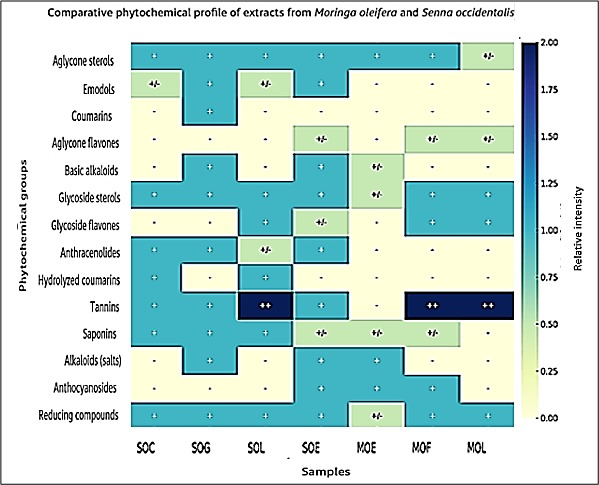 Comparative phytochemical profile of extracts from Moringa oleifera and Senna occidentalis
Phytochemical groups
Aglycone sterols + + + + + + +/-
Emodols +/- + +/- + - - -
Coumarins - + - - - - -
Aglycone flavones - - - +/- - +/- +/-
Basic alkaloids - + - + +/- - -
Glycoside sterols + + + + +/- + +
Glycoside flavones - - + +/- - + +
Anthracenolides + + +/- + - - -
Hydrolyzed coumarins + - + - - - -
Tannins + + ++ + - ++ ++
Saponins + + + +/- +/- +/- -
Alkaloids (salts) - + - + + - -
Anthocyanosides - - - + + + -
Reducing compounds + + + + +/- + +
SOC SOG SOL SOE MOE MOF MOL
Samples
2.00
1.75
1.50
1.25
1.00
0.75
0.50
0.25
0.00
Relative intensity